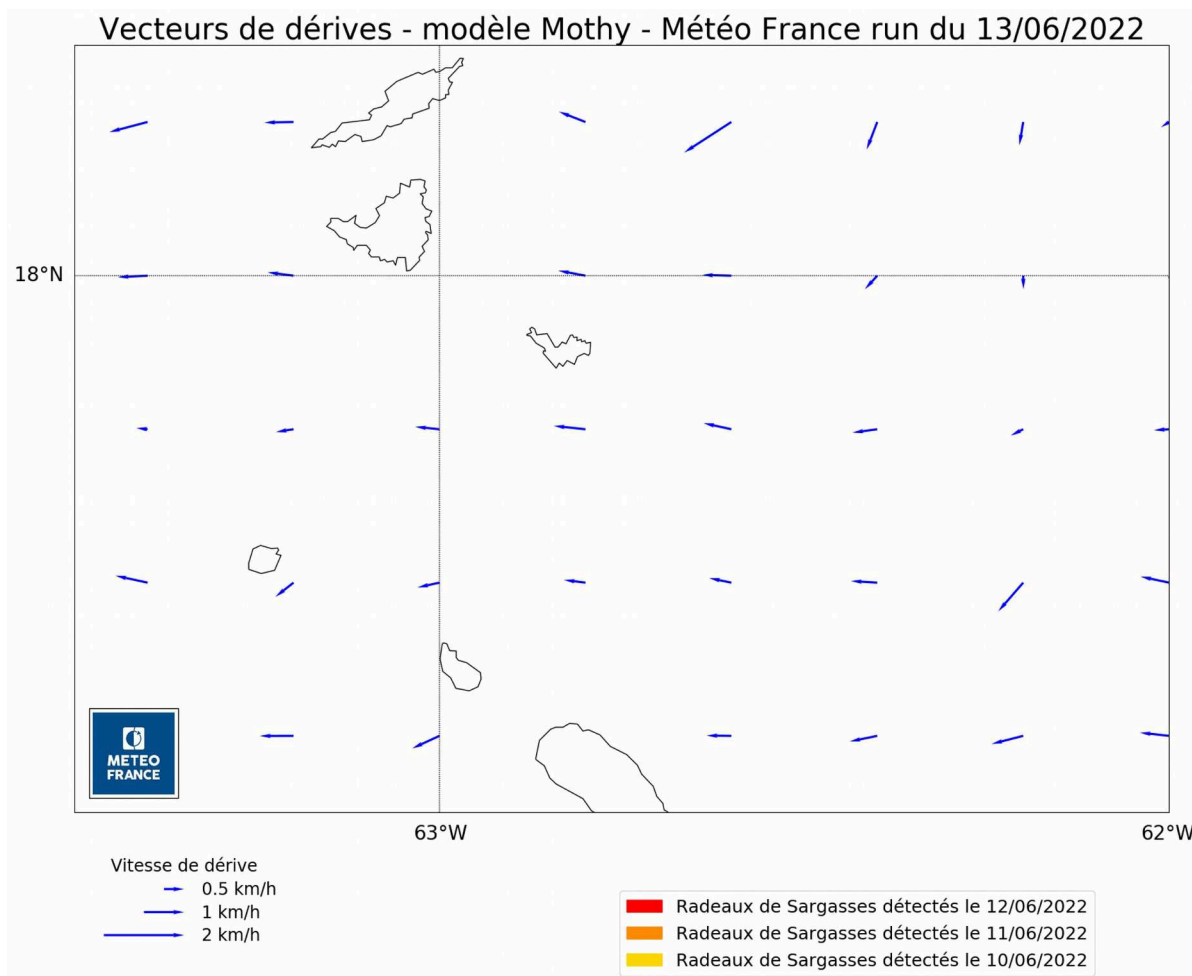 Vecteurs de dérives - modèle Mothy - Météo France run du 13/06/2022
18°N
METEO
FRANCE
63°W
62°W
Vitesse de dérive
0.5 km/h
1 km/h
2 km/h
Radeaux de Sargasses détectés le 12/06/2022
Radeaux de Sargasses détectés le 11/06/2022
Radeaux de Sargasses détectés le 10/06/2022